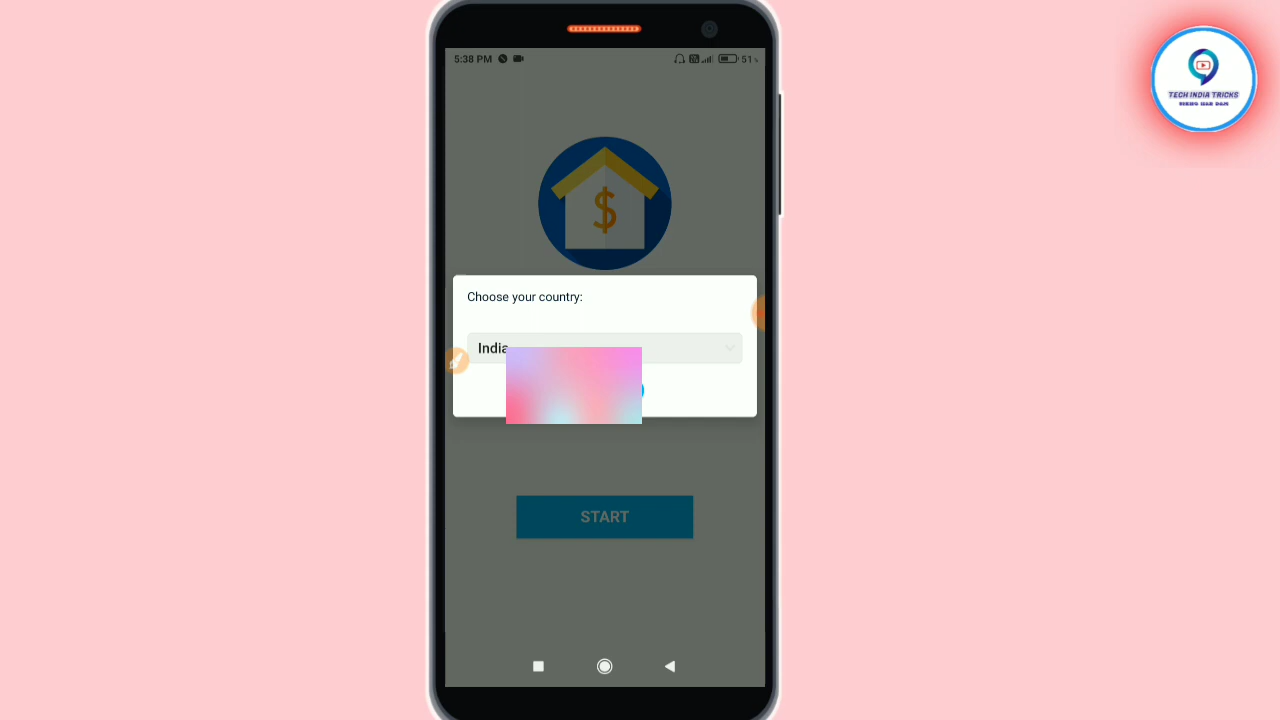 5:38 PM
51
TECH INDIA TRICKS
$
Choose your country:
India
START